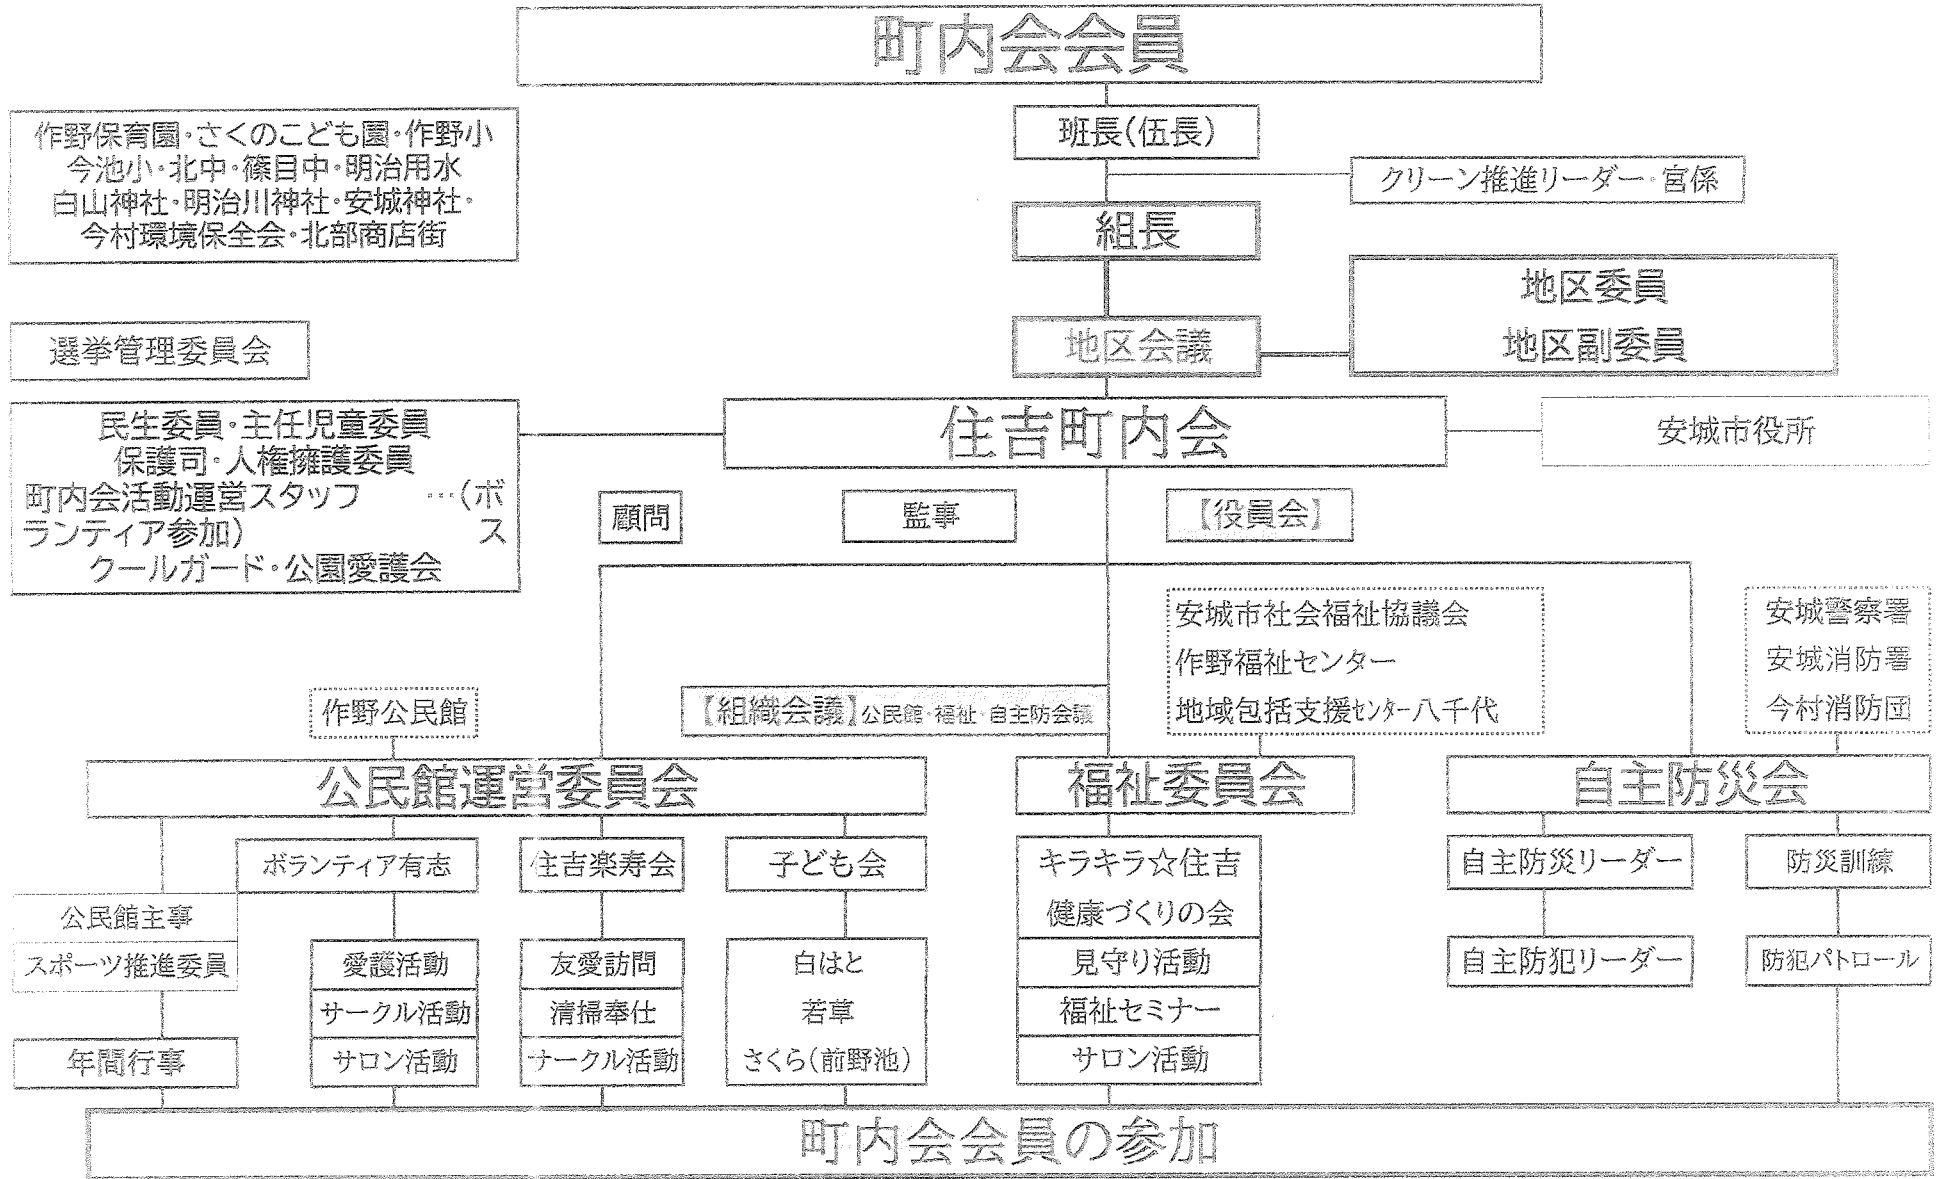 町内会会員
班長(伍長)
作野保育園・さくのこども園・作野小
今池小・北中・篠目中・明治用水
白山神社・明治川神社・安城神社・
今村環境保全会・北部商店街
クリーン推進リーダー・宮係
組長
地区委員
地区副委員
選挙管理委員会
地区会議
民生委員・主任児童委員
保護司・人権擁護委員
町内会活動運営スタッフ …(ボ
ランティア参加) ス
クールガード・公園愛護会
住吉町内会
安城市役所
顧問
監事
【役員会】
安城市社会福祉協議会
作野福祉センター
地域包括支援センター八千代
安城警察署
安城消防署
今村消防団
作野公民館
【組織会議】公民館・福祉・自主防会議
公民館運営委員会
福祉委員会
自主防災会
ボランティア有志
住吉楽寿会
子ども会
キラキラ☆住吉
健康づくりの会
自主防災リーダー
防災訓練
公民館主事
スポーツ推進委員
愛護活動
友愛訪問
白はと
見守り活動
自主防犯リーダー
防犯パトロール
サークル活動
清掃奉仕
若草
福祉セミナー
年間行事
サロン活動
サークル活動
さくら(前野池)
サロン活動
町内会会員の参加